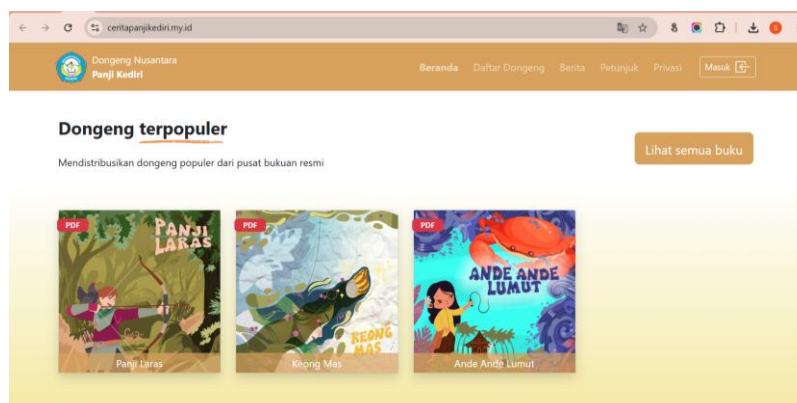 ceritapanjikediri.my.id
Dongeng Nusantara
Panji Kediri
Beranda Daftar Dongeng Berita Petunjuk Privasi Masuk
Dongeng terpopuler
Mendistribusikan dongeng populer dari pusat bukuan resmi
Lihat semua buku
PDF
PANJI
LARAS
Panji Laras
PDF
KEONG
MAS
Keong Mas
PDF
ANDE ANDE
LUMUT
Ande Ande Lumut